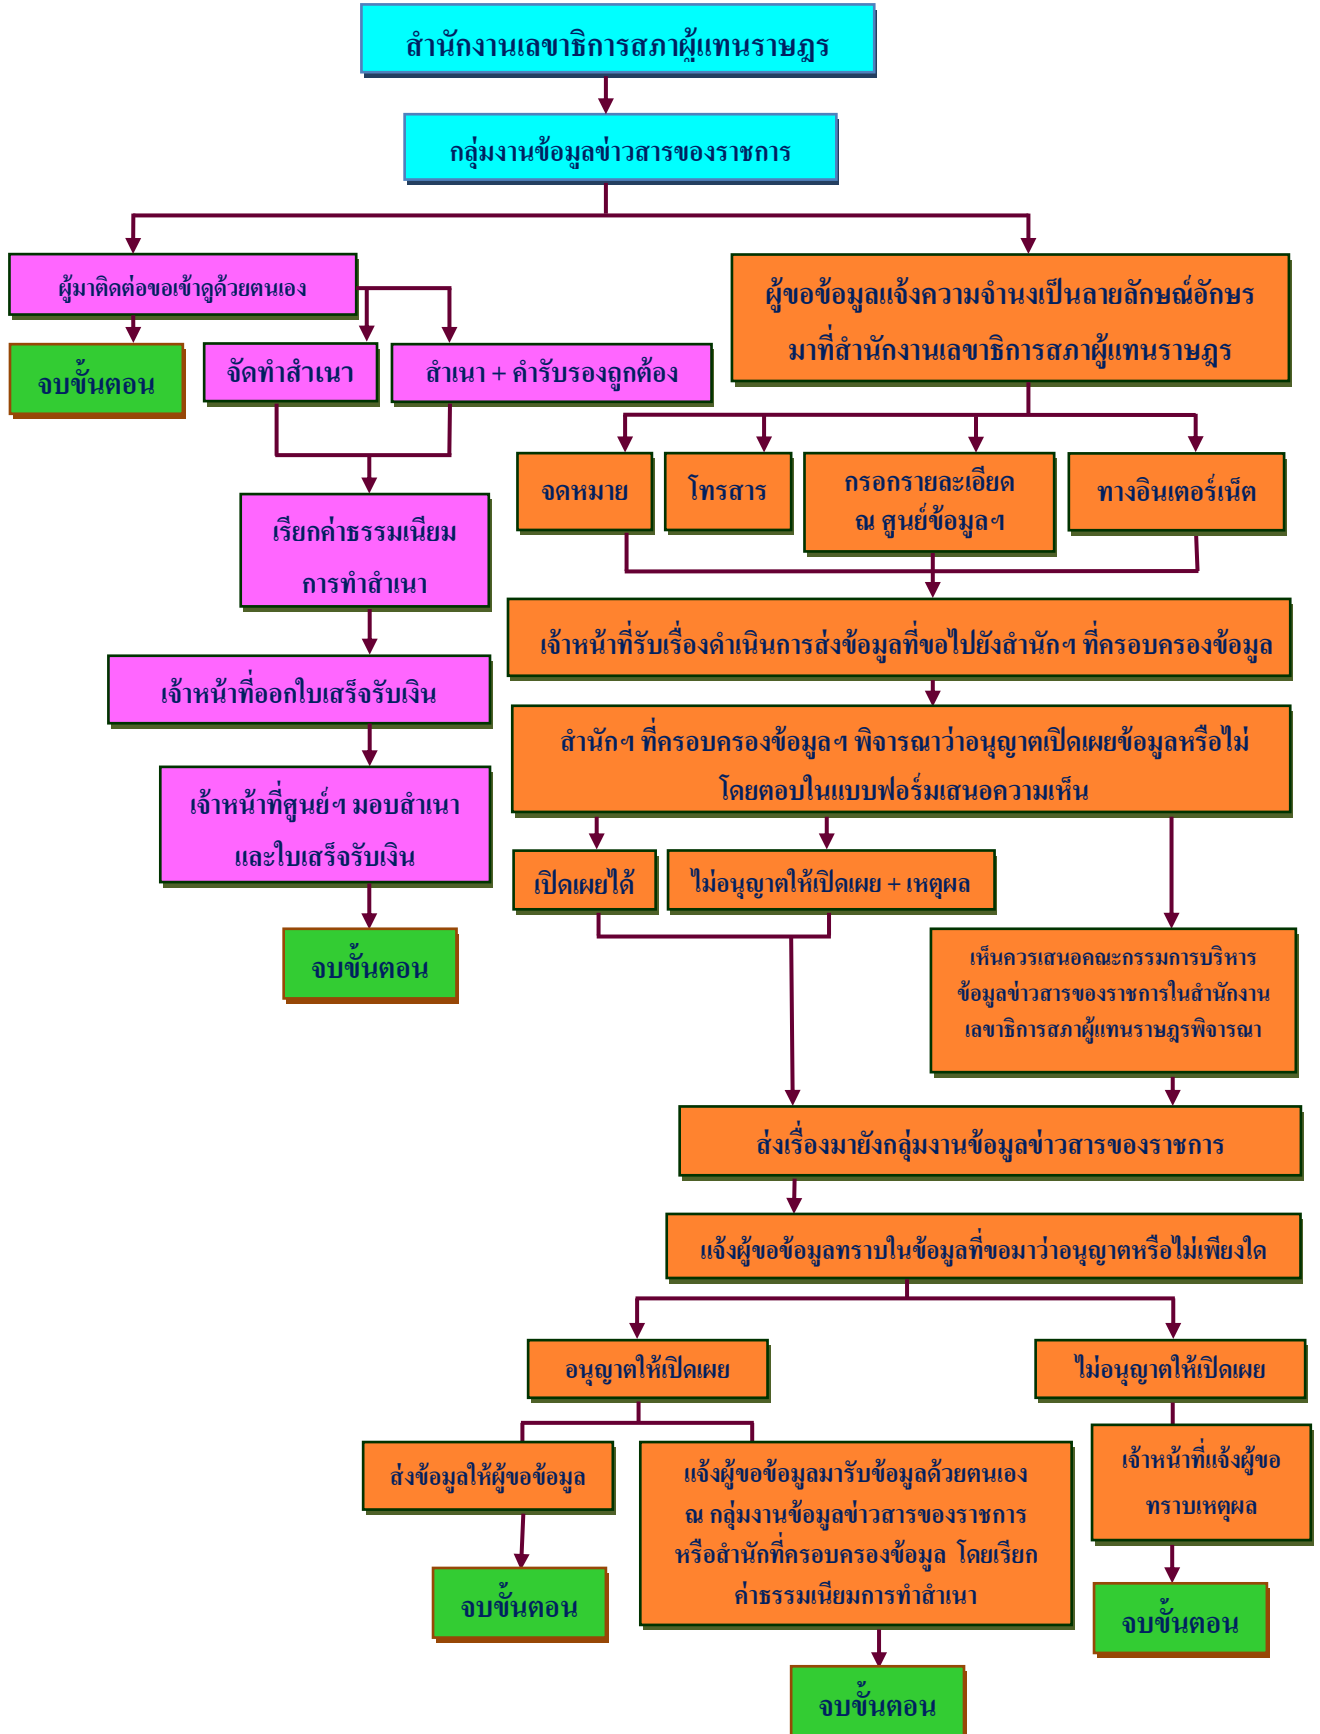 สำนักงานเลขาธิการสภาผู้แทนราษฎร
กลุ่มงานข้อมูลข่าวสารของราชการ
ผู้มาติดต่อขอเข้าดูด้วยตนเอง
จบขั้นตอน
จัดทำสำเนา
สำเนา + คำรับรองถูกต้อง
เรียกค่าธรรมเนียม
การทำสำเนา
เจ้าหน้าที่ออกใบเสร็จรับเงิน
เจ้าหน้าที่ศูนย์ฯ มอบสำเนา
และใบเสร็จรับเงิน
จบขั้นตอน
ผู้ขอข้อมูลแจ้งความจำนงเป็นลายลักษณ์อักษร
มาที่สำนักงานเลขาธิการสภาผู้แทนราษฎร
จดหมาย
โทรสาร
กรอกรายละเอียด
ณ ศูนย์ข้อมูลฯ
ทางอินเตอร์เน็ต
เจ้าหน้าที่รับเรื่องดำเนินการส่งข้อมูลที่ขอไปยังสำนักฯ ที่ครอบครองข้อมูล
สำนักฯ ที่ครอบครองข้อมูลฯ พิจารณาว่าอนุญาตเปิดเผยข้อมูลหรือไม่
โดยตอบในแบบฟอร์มเสนอความเห็น
เปิดเผยได้
ไม่อนุญาตให้เปิดเผย + เหตุผล
เห็นควรเสนอคณะกรรมการบริหาร
ข้อมูลข่าวสารของราชการในสำนักงาน
เลขาธิการสภาผู้แทนราษฎรพิจารณา
ส่งเรื่องมายังกลุ่มงานข้อมูลข่าวสารของราชการ
แจ้งผู้ขอข้อมูลทราบในข้อมูลที่ขอมาว่าอนุญาตหรือไม่เพียงใด
อนุญาตให้เปิดเผย
ไม่อนุญาตให้เปิดเผย
ส่งข้อมูลให้ผู้ขอข้อมูล
จบขั้นตอน
แจ้งผู้ขอข้อมูลมารับข้อมูลด้วยตนเอง
ณ กลุ่มงานข้อมูลข่าวสารของราชการ
หรือสำนักที่ครอบครองข้อมูล โดยเรียก
ค่าธรรมเนียมการทำสำเนา
จบขั้นตอน
เจ้าหน้าที่แจ้งผู้ขอ
ทราบเหตุผล
จบขั้นตอน